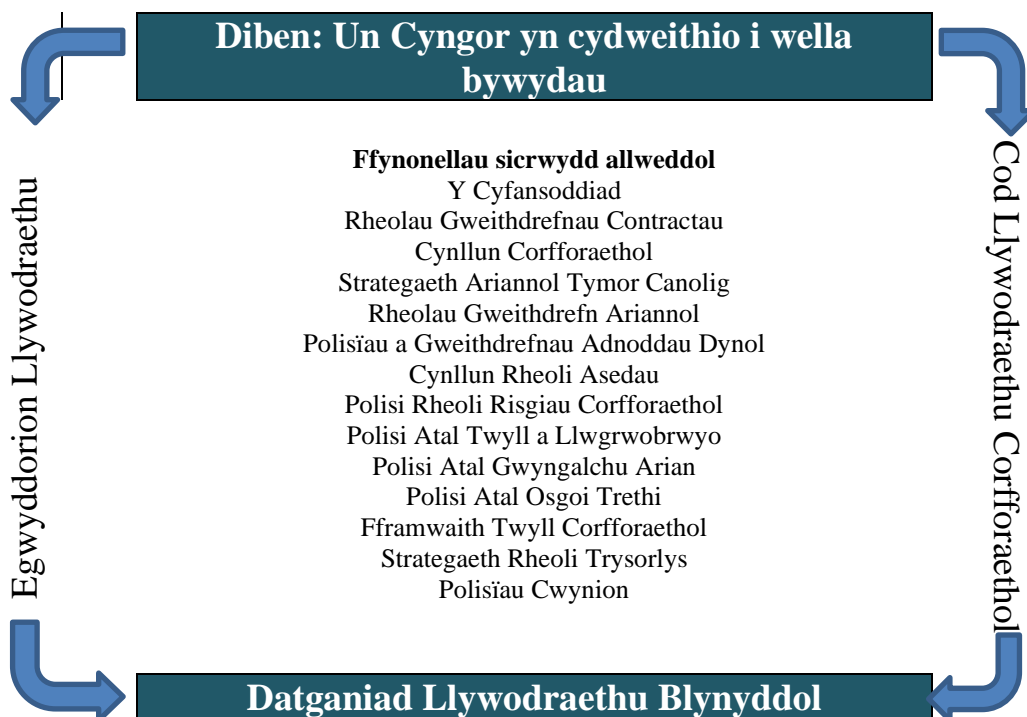 Diben: Un Cyngor yn cydweithio i wella
bywydau
Egwyddorion Llywodraethu
Ffynonellau sicrwydd allweddol
Y Cyfansoddiad
Rheolau Gweithdrefnau Contractau
Cynllun Corfforaethol
Strategaeth Ariannol Tymor Canolig
Rheolau Gweithdrefn Ariannol
Polisïau a Gweithdrefnau Adnoddau Dynol
Cynllun Rheoli Asedau
Polisi Rheoli Risgiau Corfforaethol
Polisi Atal Twyll a Llwgrwobrwyo
Polisi Atal Gwyngalchu Arian
Polisi Atal Osgoi Trethi
Fframwaith Twyll Corfforaethol
Strategaeth Rheoli Trysorlys
Polisïau Cwynion
Cod Llywodraethu Corfforaethol
Datganiad Llywodraethu Blynyddol